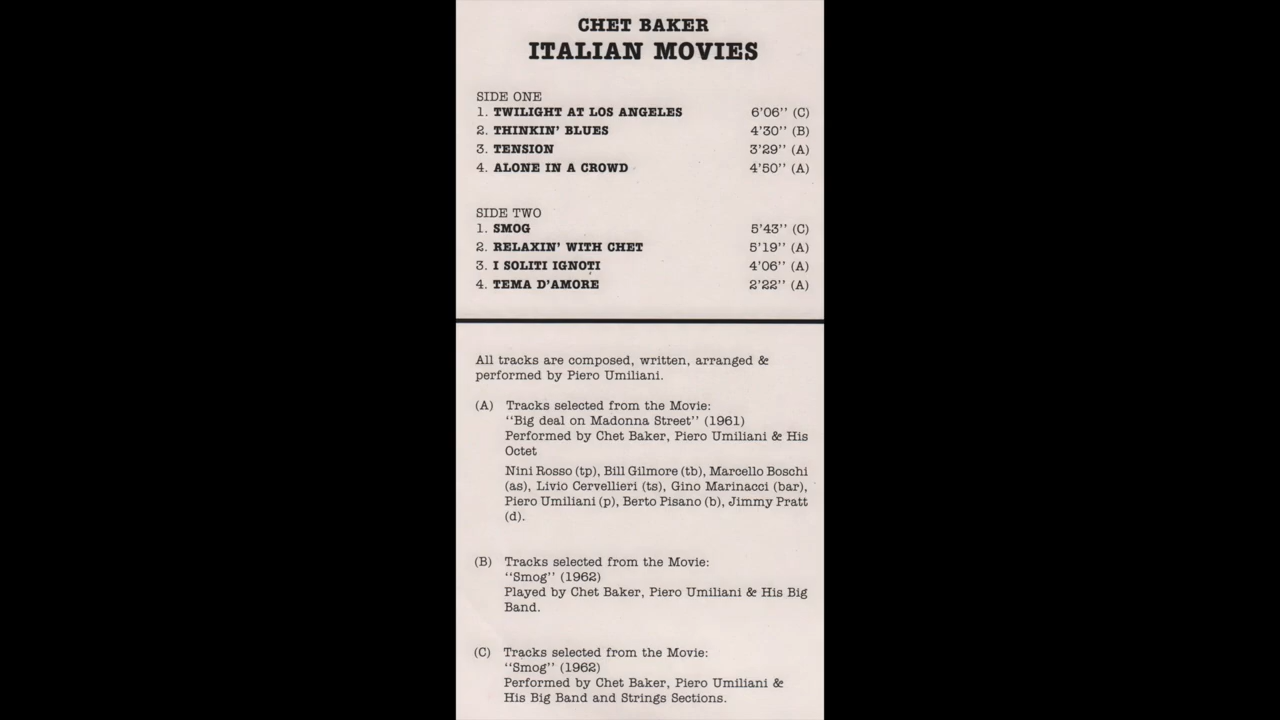 CHET BAKER
ITALIAN MOVIES
SIDE ONE
1. TWILIGHT AT LOS ANGELES 6'06'' (C)
2. THINKIN' BLUES 4'30'' (B)
3. TENSION 3'29'' (A)
4. ALONE IN A CROWD 4'50'' (A)
SIDE TWO
1. SMOG 5'43'' (C)
2. RELAXIN' WITH CHET 5'19'' (A)
3. I SOLITI IGNOTI 4'06'' (A)
4. TEMA D'AMORE 2'22'' (A)
All tracks are composed, written, arranged &
performed by Piero Umiliani.
(A) Tracks selected from the Movie:
''Big deal on Madonna Street'' (1961)
Performed by Chet Baker, Piero Umiliani & His
Octet
Nini Rosso (tp), Bill Gilmore (tb), Marcello Boschi
(as), Livio Cervellieri (ts), Gino Marinacci (bar),
Piero Umiliani (p), Berto Pisano (b), Jimmy Pratt
(d).
(B) Tracks selected from the Movie:
''Smog'' (1962)
Played by Chet Baker, Piero Umiliani & His Big
Band.
(C) Tracks selected from the Movie:
''Smog'' (1962)
Performed by Chet Baker, Piero Umiliani &
His Big Band and Strings Sections.